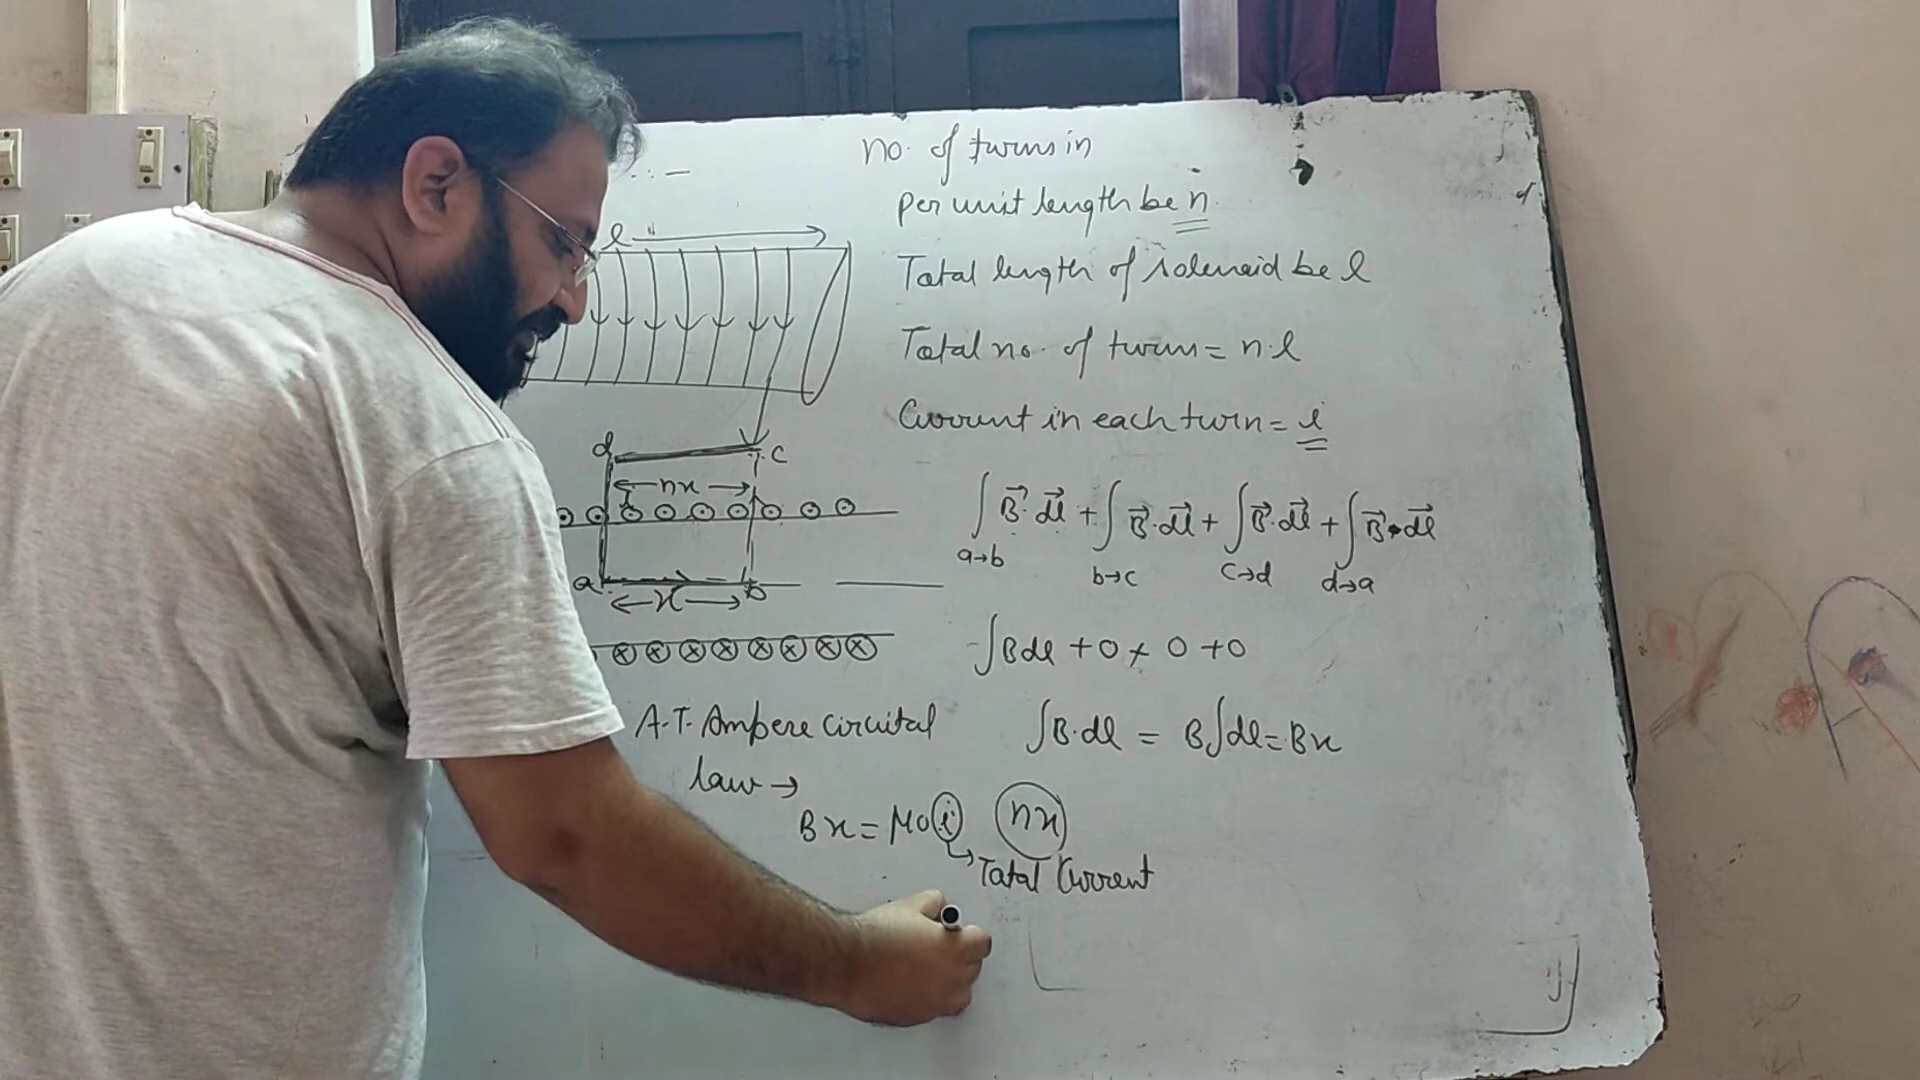 no. of turns in
per unit length be n
l
Total length of solenoid be l
Total no. of turn = n.l
Current in each turn = i
d
c
nx
∫ B⃗.dl⃗ + ∫ B⃗.dl⃗ + ∫ B⃗.dl⃗ + ∫ B⃗.dl⃗
a→b b→c c→d d→a
a
b
x
∫Bdl + 0 + 0 + 0
A.T. Ampere circuital
law →
∫B.dl = B∫dl = Bx
Bx = μ0 i nx
Total Current